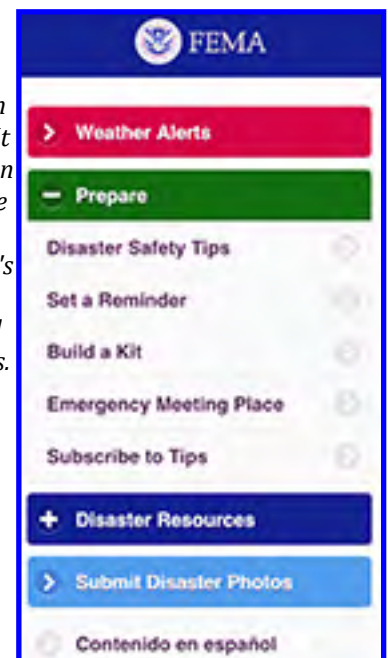 FEMA
Weather Alerts
Prepare
Disaster Safety Tips
Set a Reminder
Build a Kit
Emergency Meeting Place
Subscribe to Tips
Disaster Resources
Submit Disaster Photos
Contenido en español